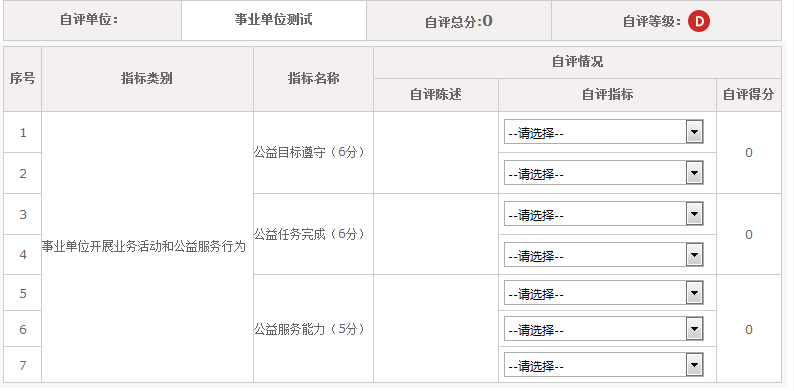 自评单位： 事业单位测试 自评总分:0 自评等级： D
序号 指标类别 指标名称 自评情况
自评陈述 自评指标 自评得分
1 事业单位开展业务活动和公益服务行为 公益目标遵守（6分） --请选择-- 0
2 --请选择--
3 公益任务完成（6分） --请选择-- 0
4 --请选择--
5 公益服务能力（5分） --请选择-- 0
6 --请选择--
7 --请选择--